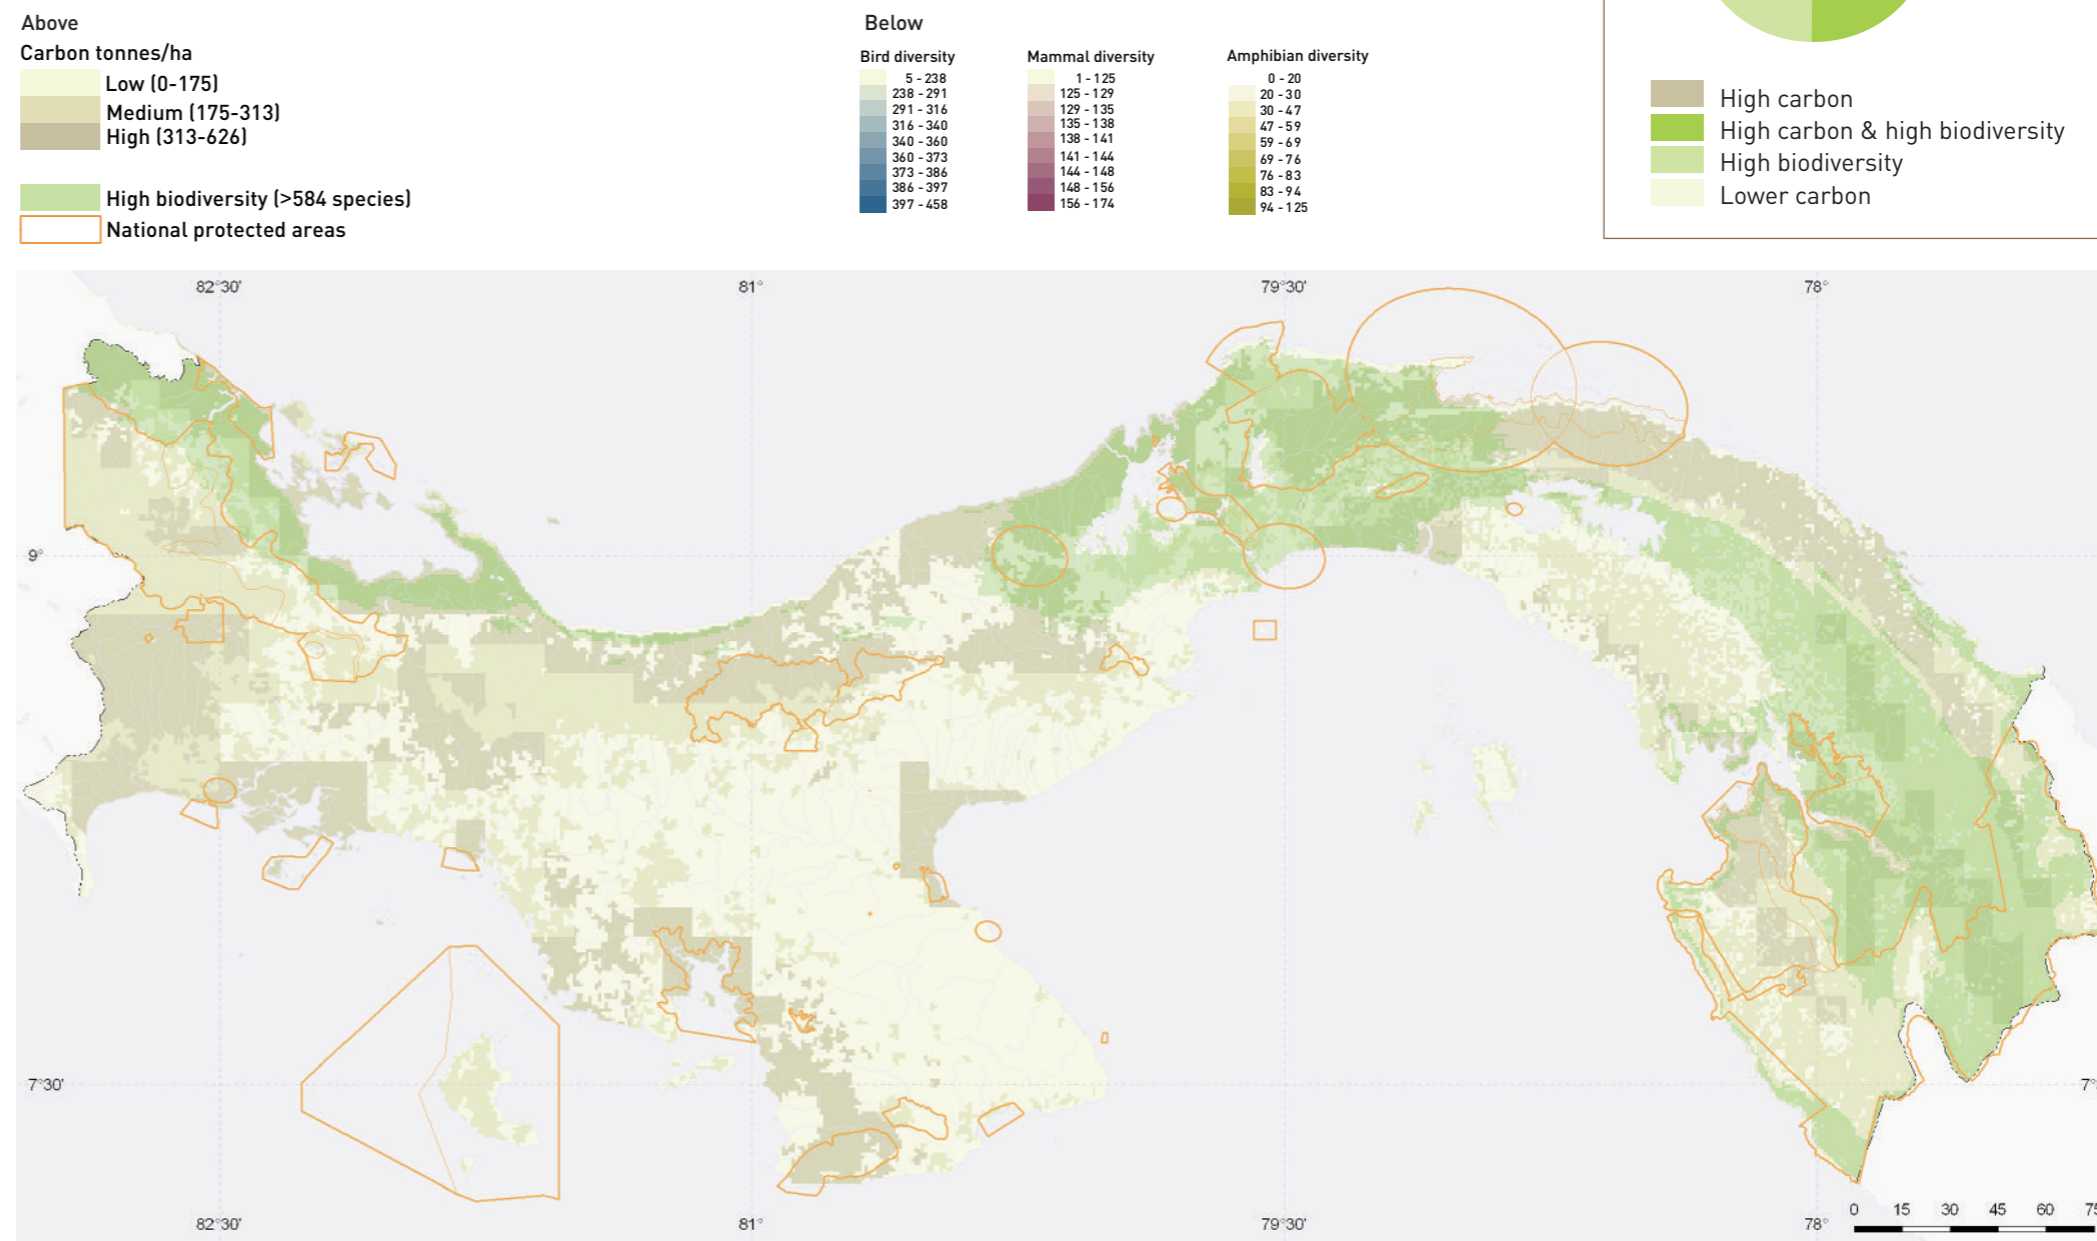 Above
Carbon tonnes/ha
Low (0-175)
Medium (175-313)
High (313-626)
High biodiversity (>584 species)
National protected areas
Below
Bird diversity
5 - 238
238 - 291
291 - 316
316 - 340
340 - 360
360 - 373
373 - 386
386 - 397
397 - 458
Mammal diversity
1 - 125
125 - 129
129 - 135
135 - 138
138 - 141
141 - 144
144 - 148
148 - 156
156 - 174
Amphibian diversity
0 - 20
20 - 30
30 - 47
47 - 59
59 - 69
69 - 76
76 - 83
83 - 94
94 - 125
High carbon
High carbon & high biodiversity
High biodiversity
Lower carbon
82°30' 81° 79°30' 78°
9°
7°30' 7°
82°30' 81° 79°30' 78°
0 15 30 45 60 75